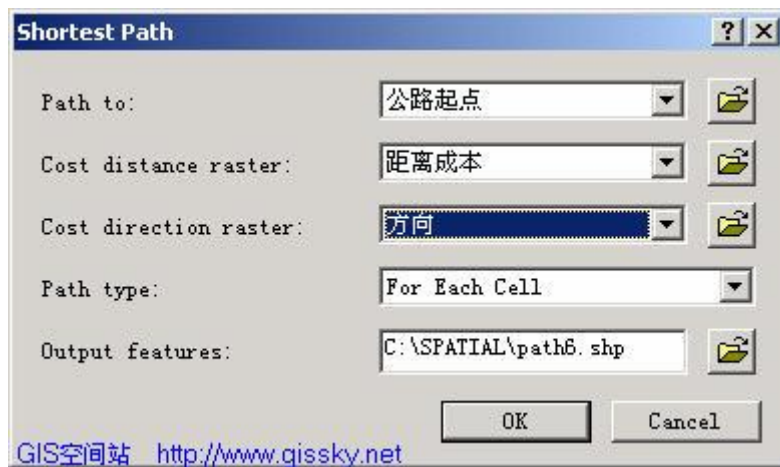 Shortest Path
Path to: 公路起点
Cost distance raster: 距离成本
Cost direction raster: 方向
Path type: For Each Cell
Output features: C:\SPATIAL\path6.shp
OK Cancel
GIS空间站 http://www.gissky.net